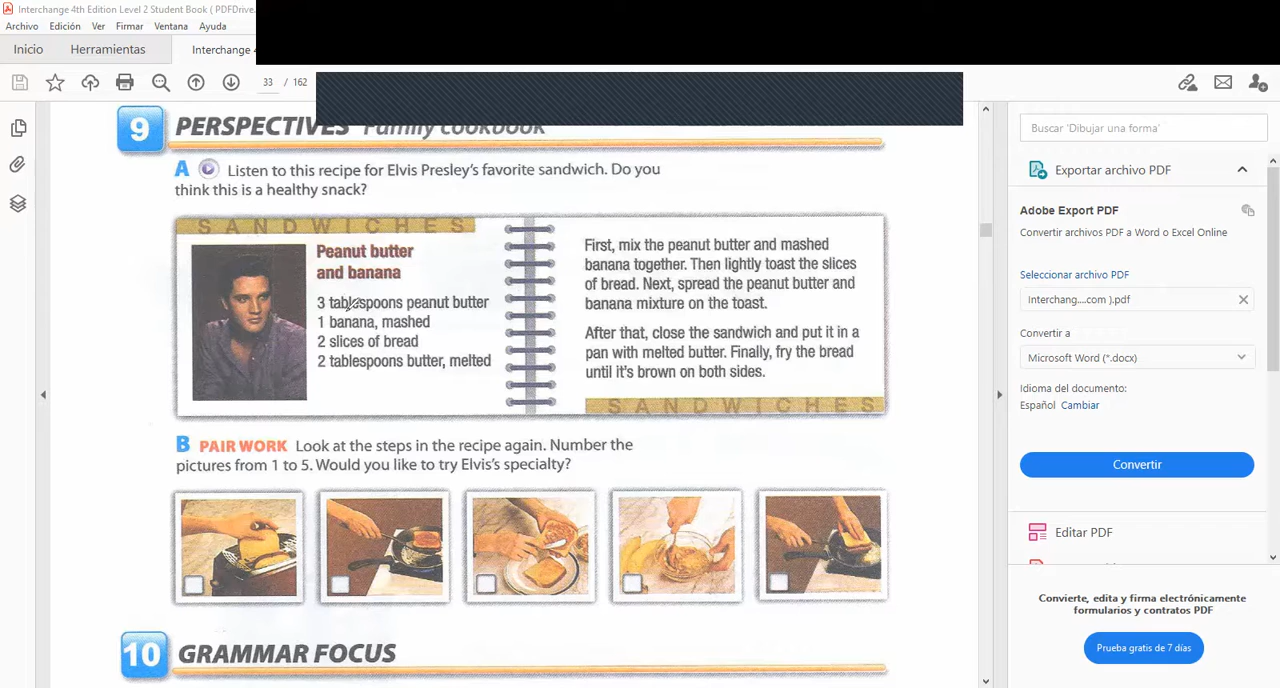 Interchange 4th Edition Level 2 Student Book ( PDFDrive.
Archivo Edición Ver Firmar Ventana Ayuda
Inicio Herramientas Interchange
33 / 162
9 PERSPECTIVES Family cookbook
A Listen to this recipe for Elvis Presley's favorite sandwich. Do you
think this is a healthy snack?
SANDWICHES
Peanut butter
and banana
3 tablespoons peanut butter
1 banana, mashed
2 slices of bread
2 tablespoons butter, melted
First, mix the peanut butter and mashed
banana together. Then lightly toast the slices
of bread. Next, spread the peanut butter and
banana mixture on the toast.
After that, close the sandwich and put it in a
pan with melted butter. Finally, fry the bread
until it's brown on both sides.
SANDWICHES
B PAIR WORK Look at the steps in the recipe again. Number the
pictures from 1 to 5. Would you like to try Elvis's specialty?
10 GRAMMAR FOCUS
Buscar 'Dibujar una forma'
Exportar archivo PDF
Adobe Export PDF
Convertir archivos PDF a Word o Excel Online
Seleccionar archivo PDF
Interchang....com ).pdf
Convertir a
Microsoft Word (*.docx)
Idioma del documento:
Español Cambiar
Convertir
Editar PDF
Convierte, edita y firma electrónicamente
formularios y contratos PDF
Prueba gratis de 7 días